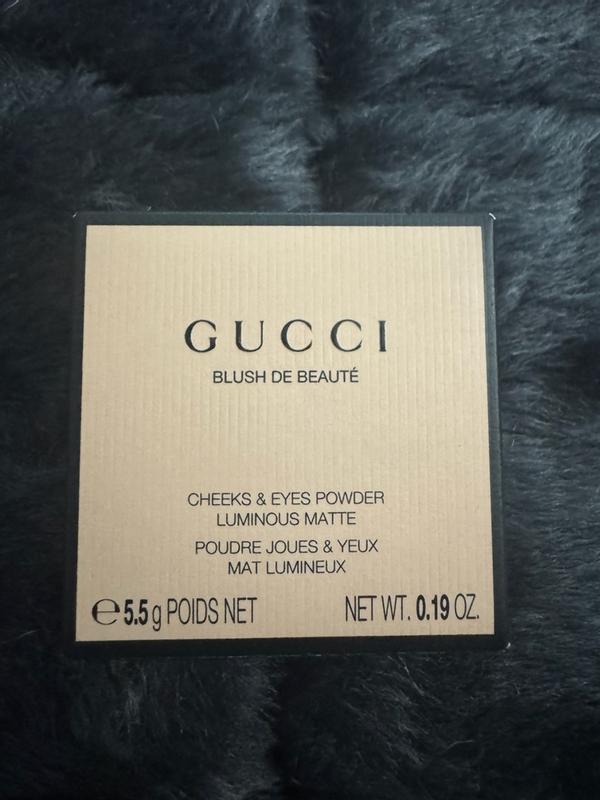 GUCCI
BLUSH DE BEAUTÉ
CHEEKS & EYES POWDER
LUMINOUS MATTE
POUDRE JOUES & YEUX
MAT LUMINEUX
℮ 5.5 g POIDS NET NET WT. 0.19 OZ.